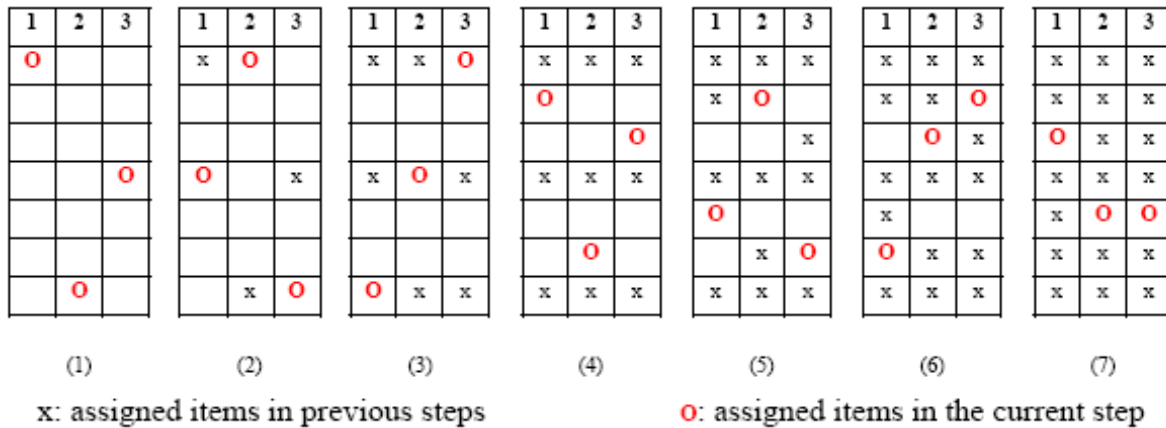 1 2 3 1 2 3 1 2 3 1 2 3 1 2 3 1 2 3 1 2 3
O x O x x O x x x x x x x x x x x x
O x O x x O x x x
O x O x O x x
O O x x O x x x x x x x x x x x x x
O x x O O
O x O O x x x x x
O x O O x x x x x x x x x x x x x x
(1) (2) (3) (4) (5) (6) (7)
x: assigned items in previous steps O: assigned items in the current step